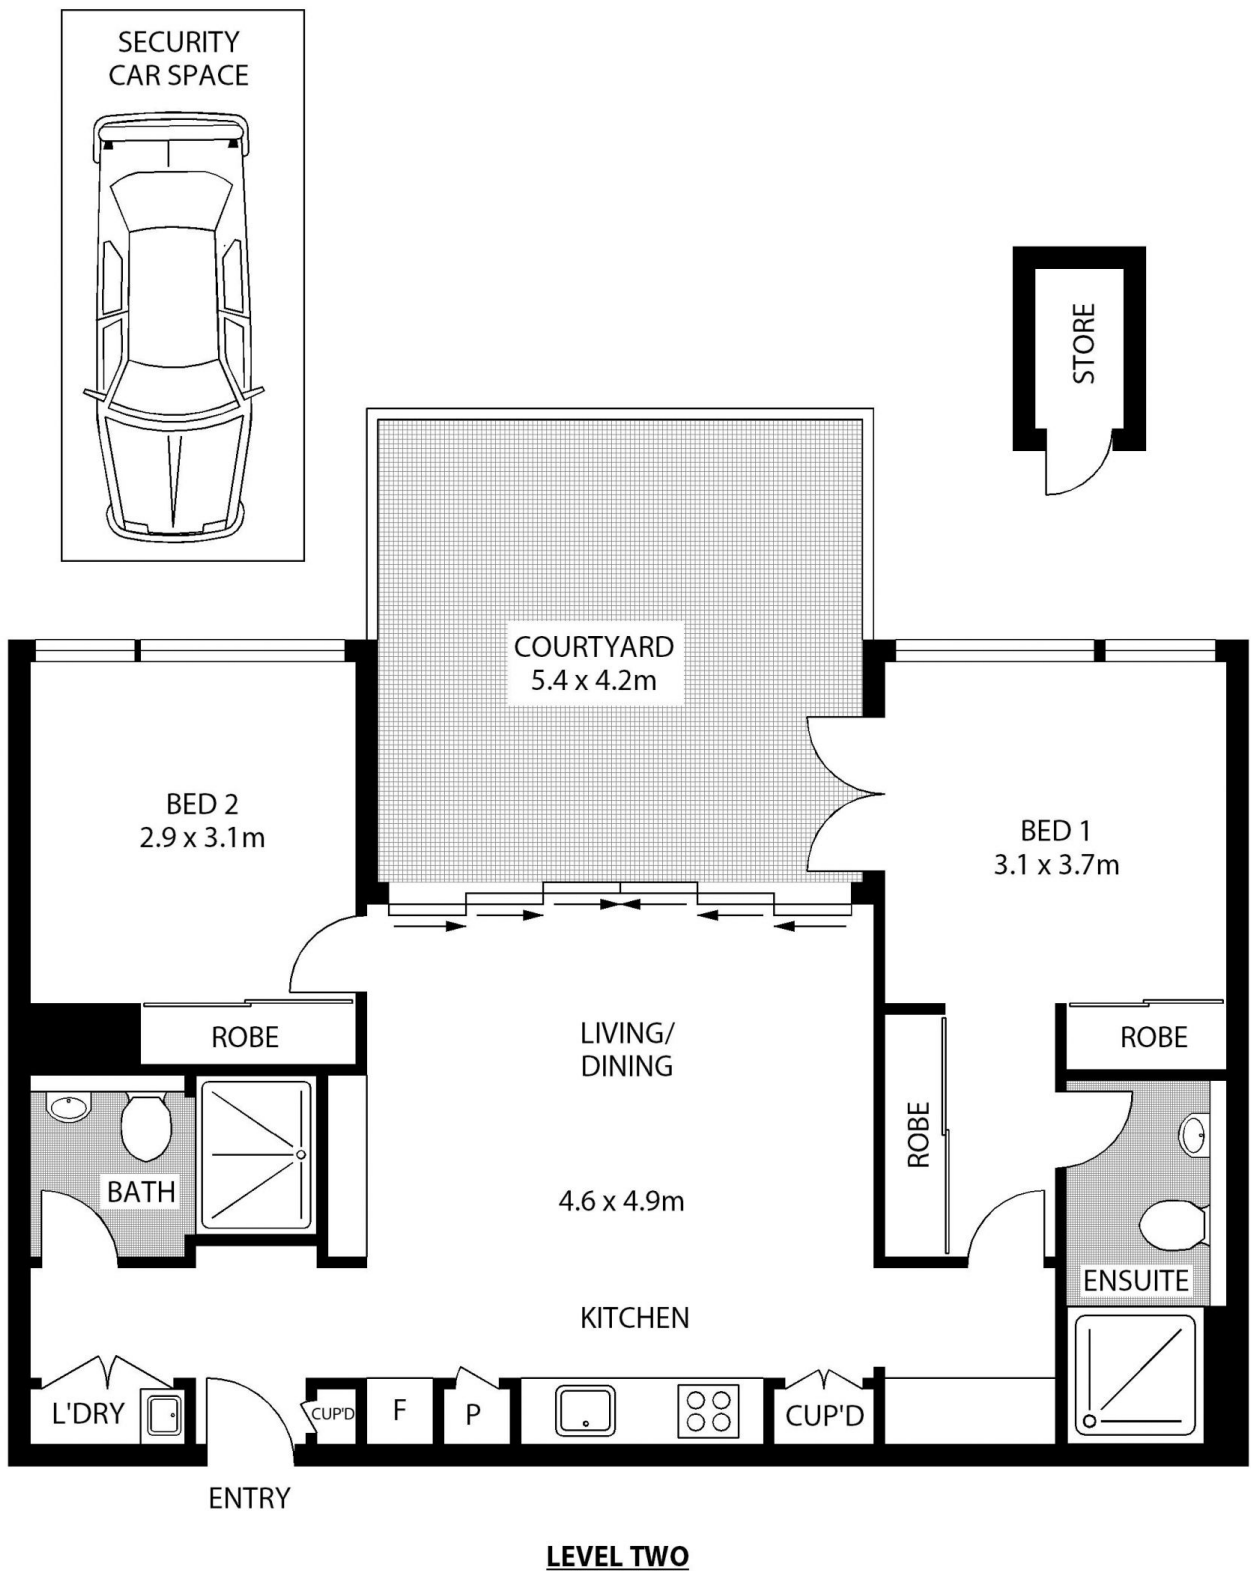 SECURITY
CAR SPACE
STORE
COURTYARD
5.4 x 4.2m
BED 2
2.9 x 3.1m
BED 1
3.1 x 3.7m
ROBE
LIVING/
DINING
ROBE
ROBE
BATH
4.6 x 4.9m
ENSUITE
KITCHEN
L'DRY
CUP'D
F
P
CUP'D
ENTRY
LEVEL TWO